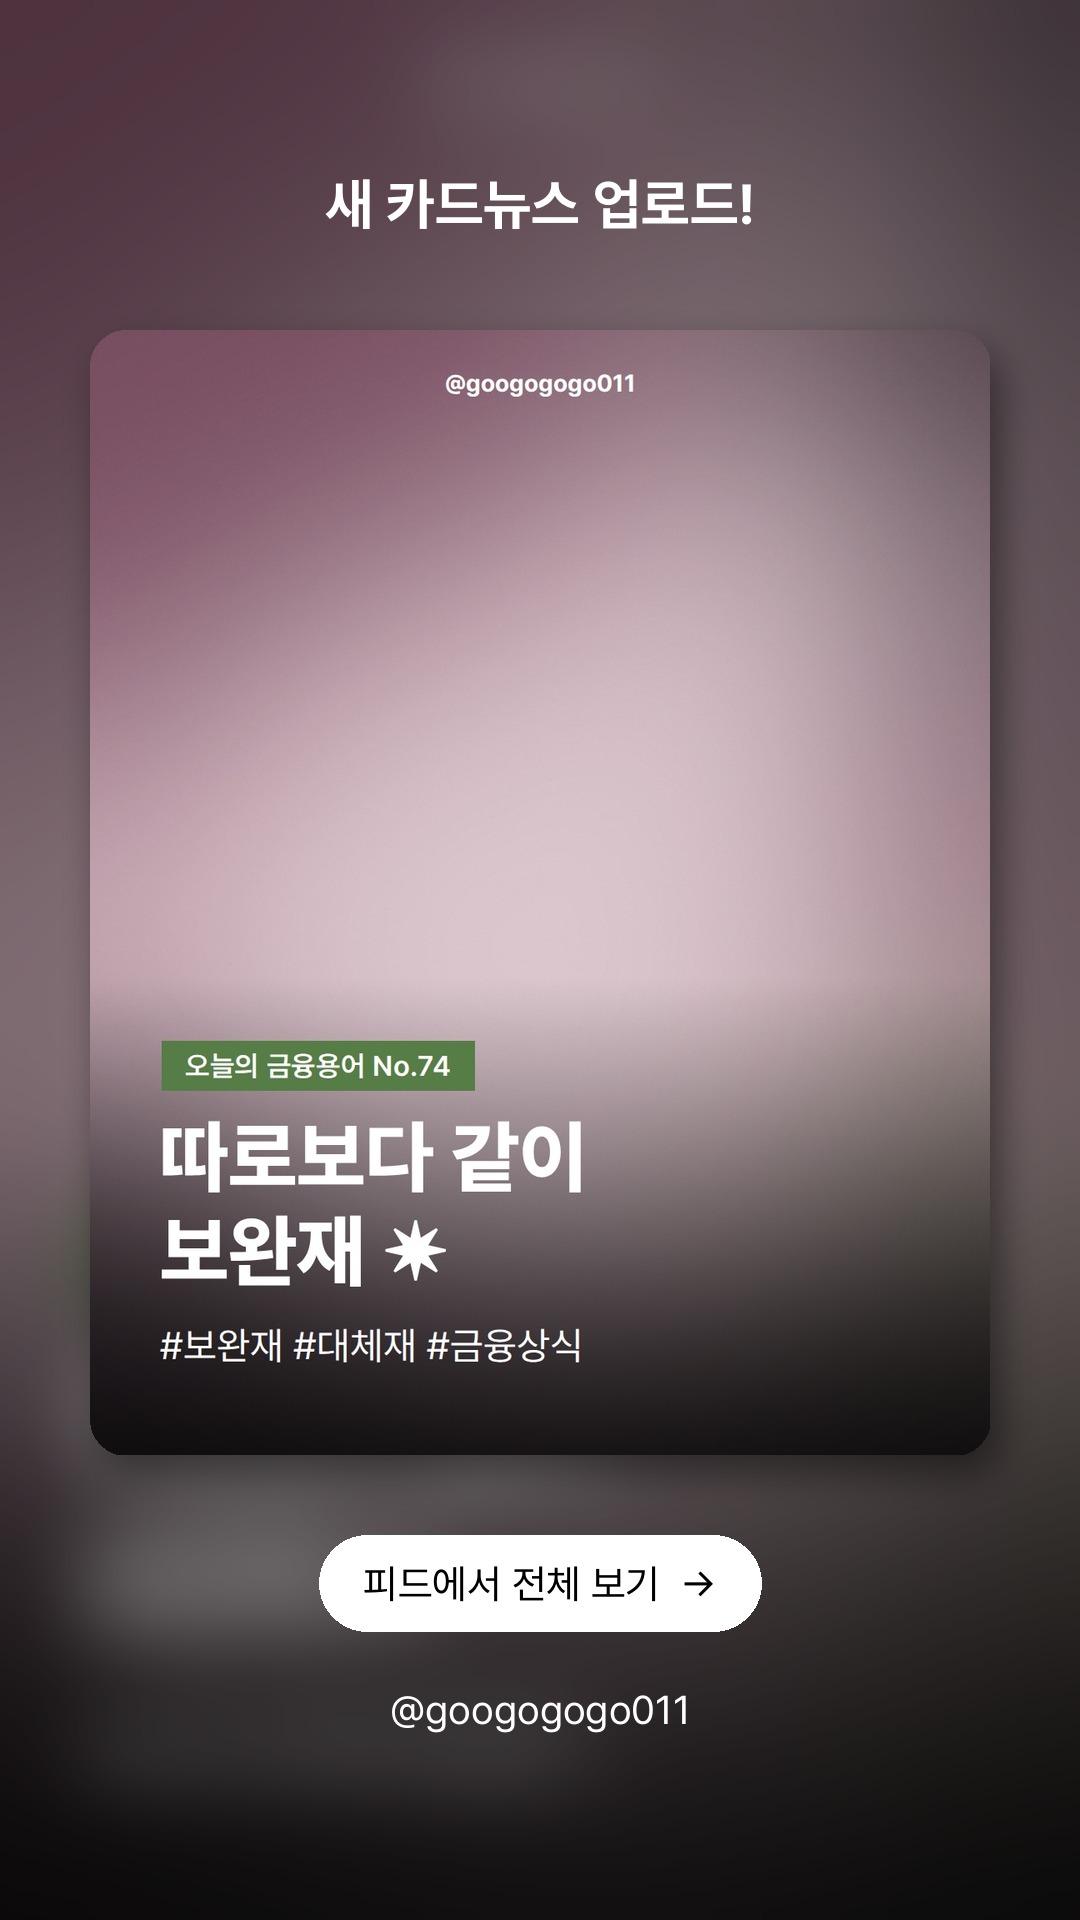 새 카드뉴스 업로드!
@googogogo011
오늘의 금융용어 No.74
따로보다 같이
보완재 ✷
#보완재 #대체재 #금융상식
피드에서 전체 보기 →
@googogogo011